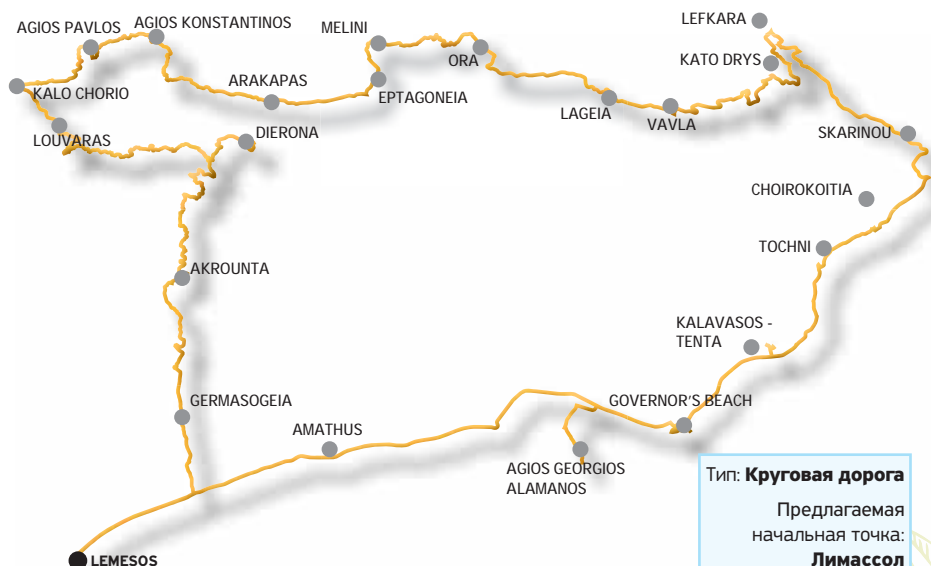 LEFKARA
AGIOS PAVLOS
AGIOS KONSTANTINOS
MELINI
KATO DRYS
ORA
KALO CHORIO
ARAKAPAS
EPTAGONEIA
LAGEIA
VAVLA
LOUVARAS
DIERONA
SKARINOU
CHOIROKOITIA
TOCHNI
AKROUNTA
KALAVASOS -
TENTA
GERMASOGEIA
GOVERNOR'S BEACH
AMATHUS
AGIOS GEORGIOS
ALAMANOS
LEMESOS
Тип: Круговая дорога
Предлагаемая
начальная точка:
Лимассол